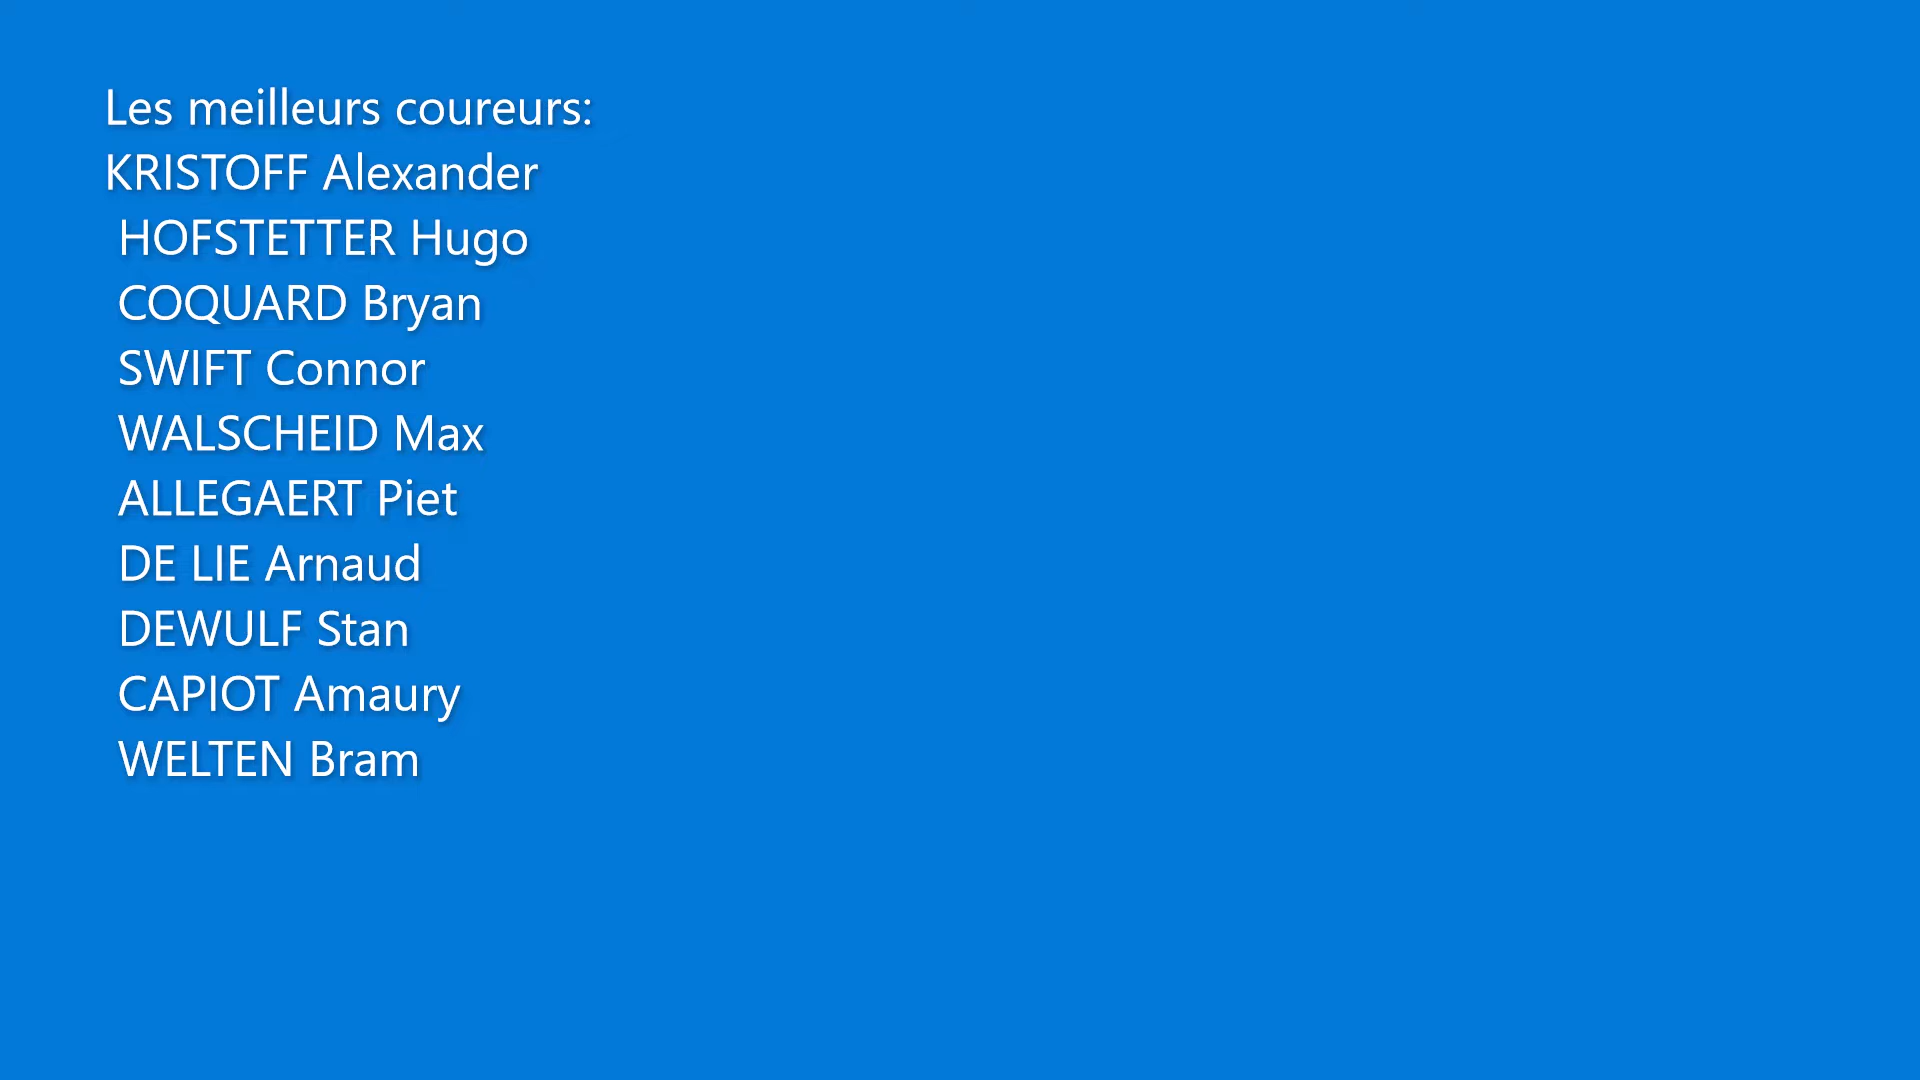 Les meilleurs coureurs:
KRISTOFF Alexander
HOFSTETTER Hugo
COQUARD Bryan
SWIFT Connor
WALSCHEID Max
ALLEGAERT Piet
DE LIE Arnaud
DEWULF Stan
CAPIOT Amaury
WELTEN Bram